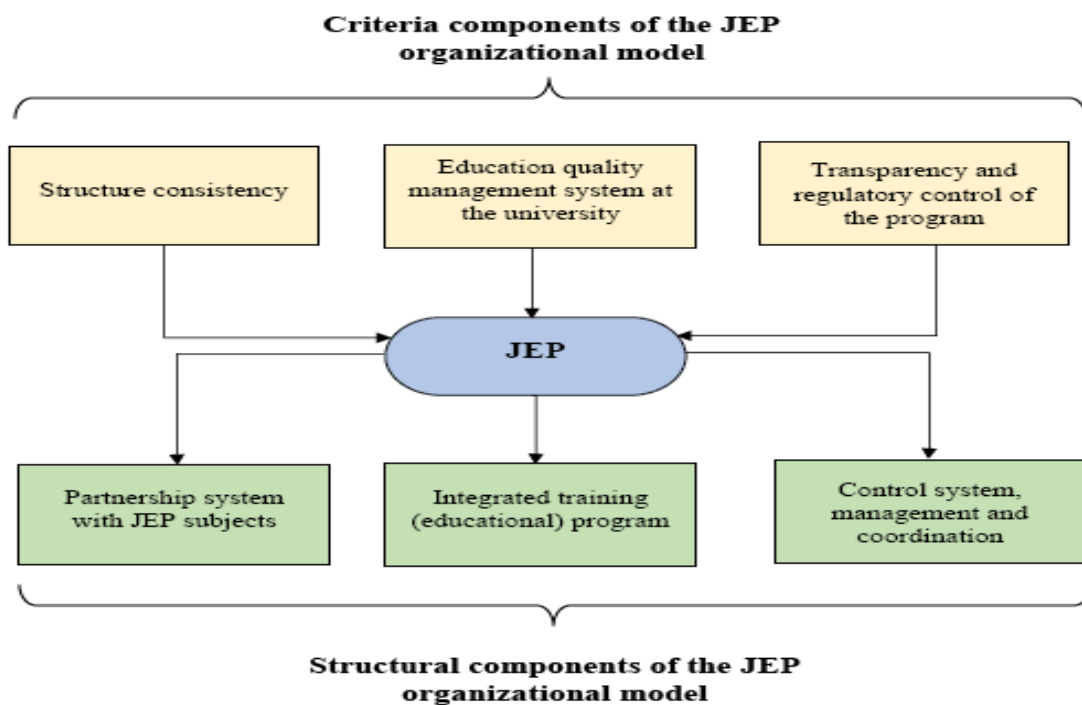 Criteria components of the JEP
organizational model
Structure consistency
Education quality
management system at
the university
Transparency and
regulatory control of
the program
JEP
Partnership system
with JEP subjects
Integrated training
(educational) program
Control system,
management and
coordination
Structural components of the JEP
organizational model